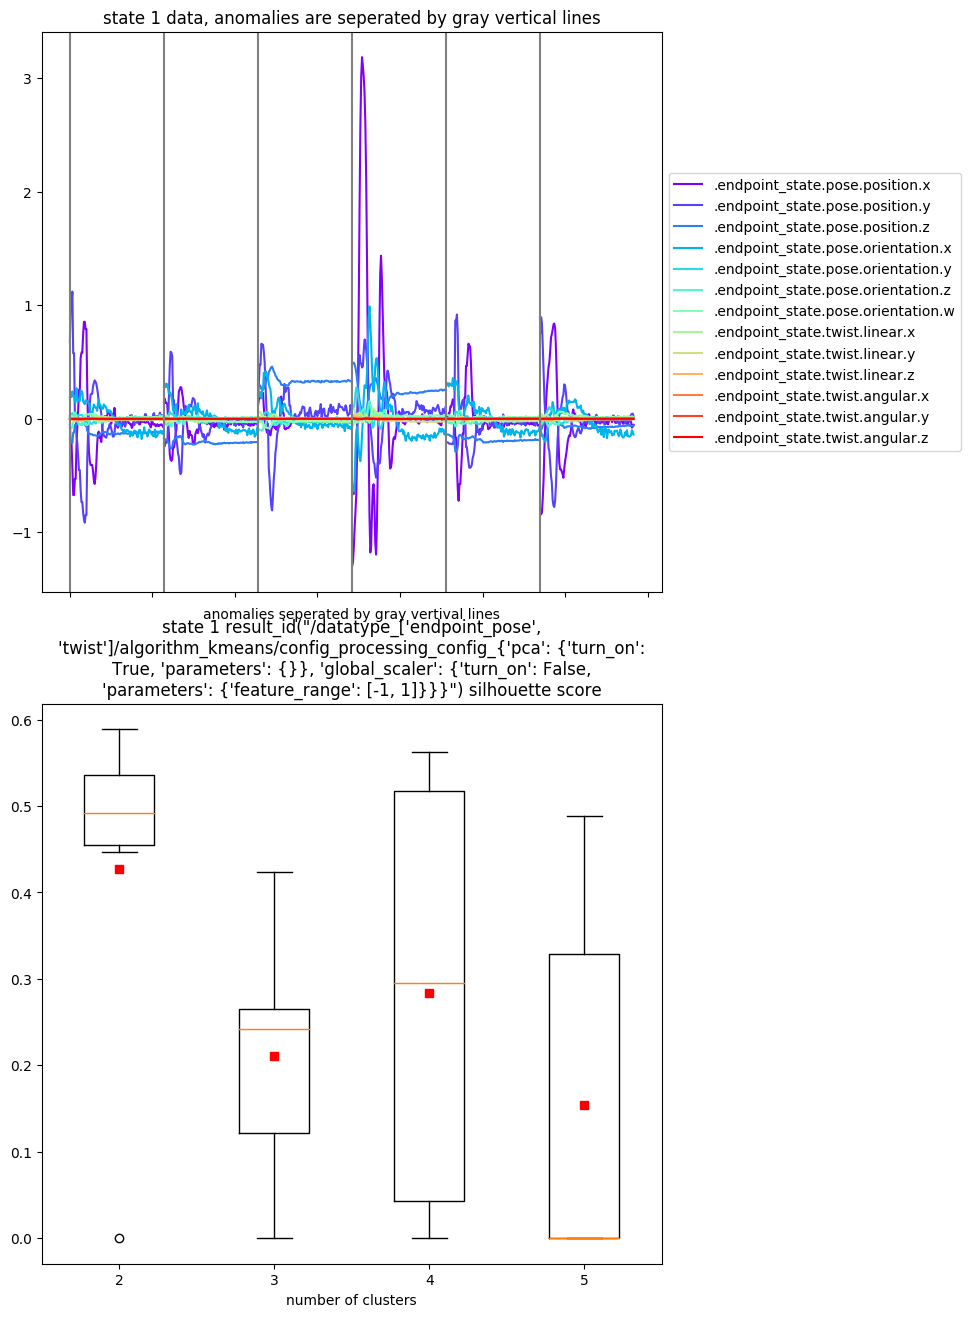 state 1 data, anomalies are seperated by gray vertical lines
3
2
1
0
−1
.endpoint_state.pose.position.x
.endpoint_state.pose.position.y
.endpoint_state.pose.position.z
.endpoint_state.pose.orientation.x
.endpoint_state.pose.orientation.y
.endpoint_state.pose.orientation.z
.endpoint_state.pose.orientation.w
.endpoint_state.twist.linear.x
.endpoint_state.twist.linear.y
.endpoint_state.twist.linear.z
.endpoint_state.twist.angular.x
.endpoint_state.twist.angular.y
.endpoint_state.twist.angular.z
anomalies seperated by gray vertival lines
state 1 result_id("/datatype_['endpoint_pose',
'twist']/algorithm_kmeans/config_processing_config_{'pca': {'turn_on':
True, 'parameters': {}}, 'global_scaler': {'turn_on': False,
'parameters': {'feature_range': [-1, 1]}}}") silhouette score
0.6
0.5
0.4
0.3
0.2
0.1
0.0
2 3 4 5
number of clusters